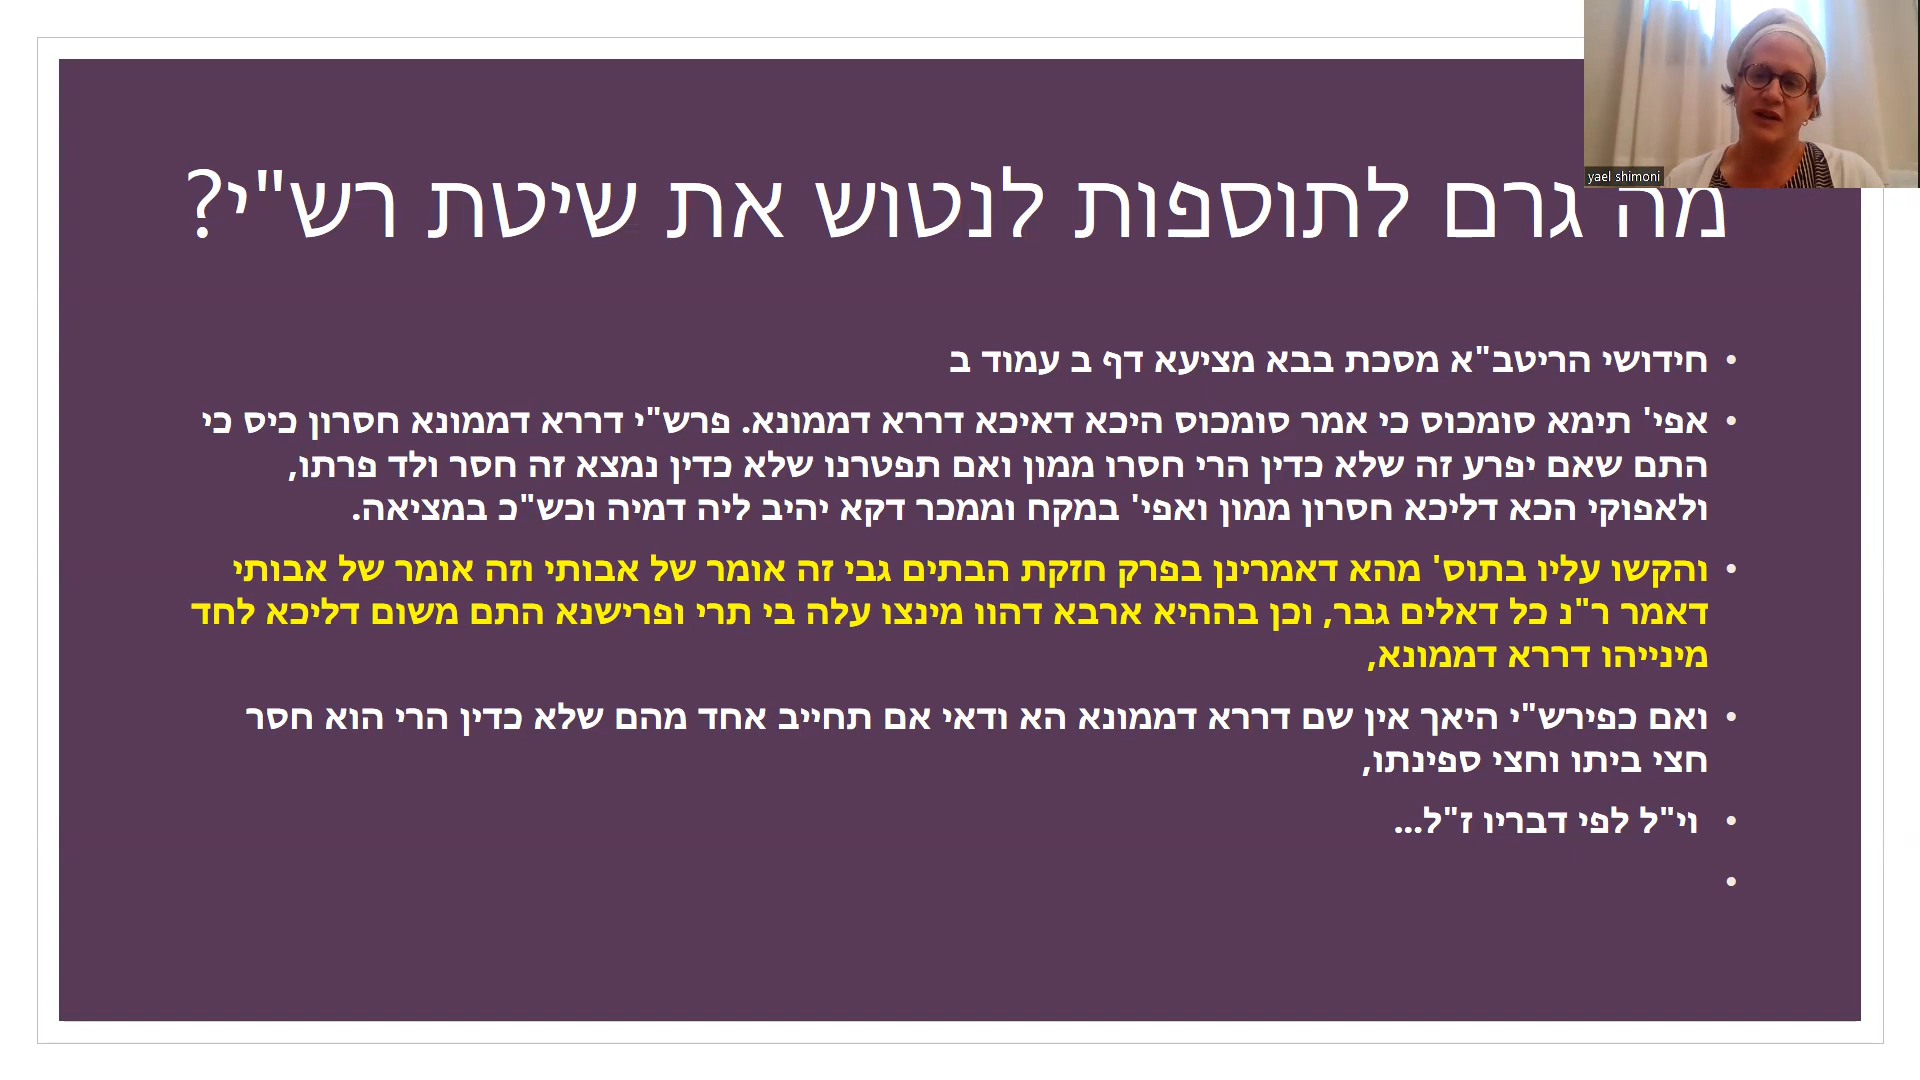 yael shimoni
מה גרם לתוספות לנטוש את שיטת רש"י?
• חידושי הריטב"א מסכת בבא מציעא דף ב עמוד ב
• אפי' תימא סומכוס כי אמר סומכוס היכא דאיכא דררא דממונא. פרש"י דררא דממונא חסרון כיס כי
התם שאם יפרע זה שלא כדין הרי חסרו ממון ואם תפטרנו שלא כדין נמצא זה חסר ולד פרתו,
ולאפוקי הכא דליכא חסרון ממון ואפי' במקח וממכר דקא יהיב ליה דמיה וכש"כ במציאה.
• והקשו עליו בתוס' מהא דאמרינן בפרק חזקת הבתים גבי זה אומר של אבותי וזה אומר של אבותי
דאמר ר"נ כל דאלים גבר, וכן בההיא ארבא דהוו מינצו עלה בי תרי ופרישנא התם משום דליכא לחד
מינייהו דררא דממונא,
• ואם כפירש"י היאך אין שם דררא דממונא הא ודאי אם תחייב אחד מהם שלא כדין הרי הוא חסר
חצי ביתו וחצי ספינתו,
• וי"ל לפי דבריו ז"ל...
•